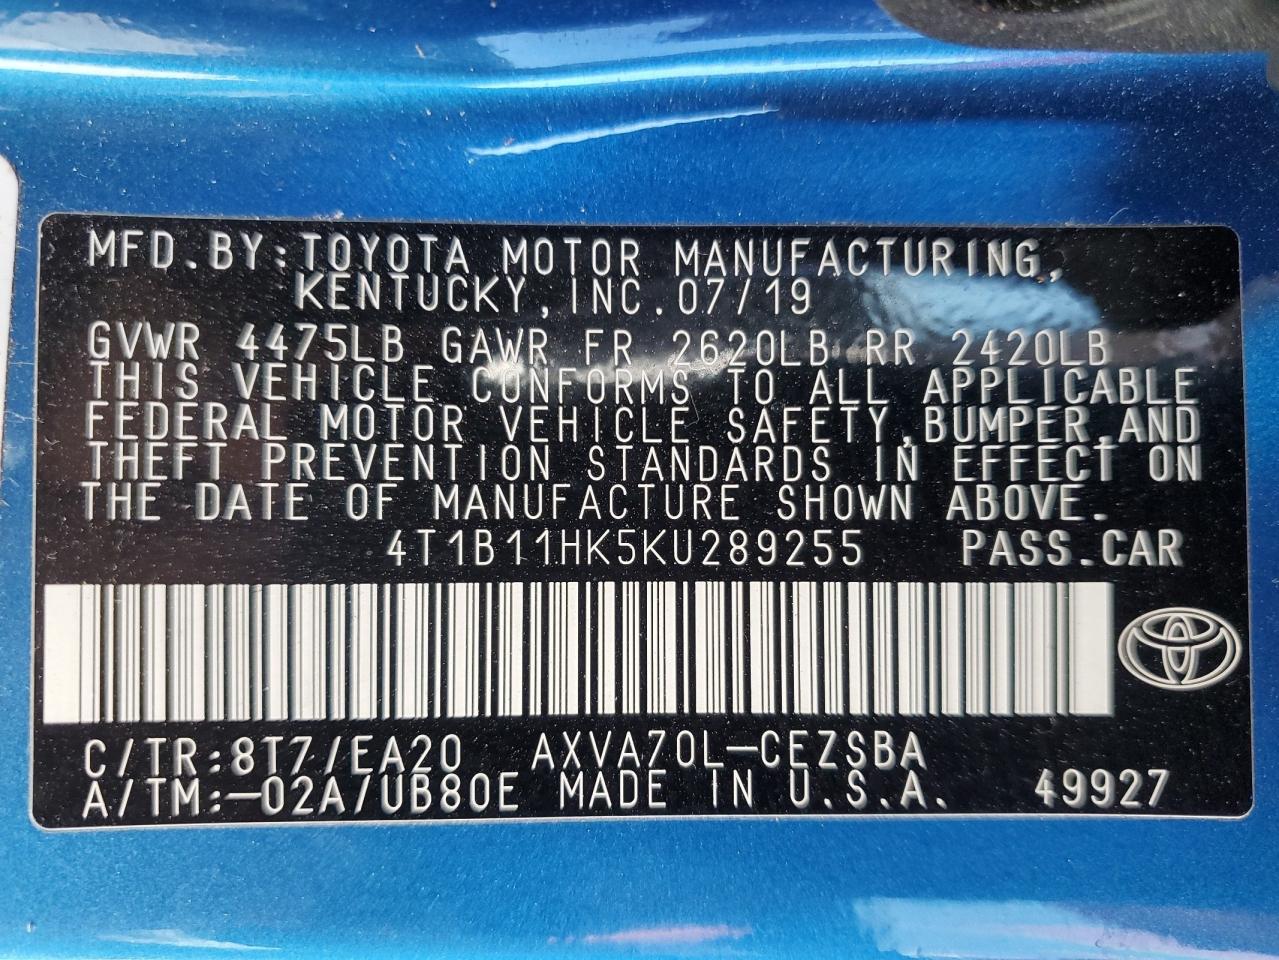 MFD.BY:TOYOTA MOTOR MANUFACTURING,
KENTUCKY,INC.07/19
GVWR 4475LB GAWR FR 2620LB RR 2420LB
THIS VEHICLE CONFORMS TO ALL APPLICABLE
FEDERAL MOTOR VEHICLE SAFETY,BUMPER,AND
THEFT PREVENTION STANDARDS IN EFFECT ON
THE DATE OF MANUFACTURE SHOWN ABOVE.
4T1B11HK5KU289255 PASS.CAR
C/TR:8T7/EA20 AXVA70L-CEZSBA
A/TM:-02A/UB80E MADE IN U.S.A. 49927